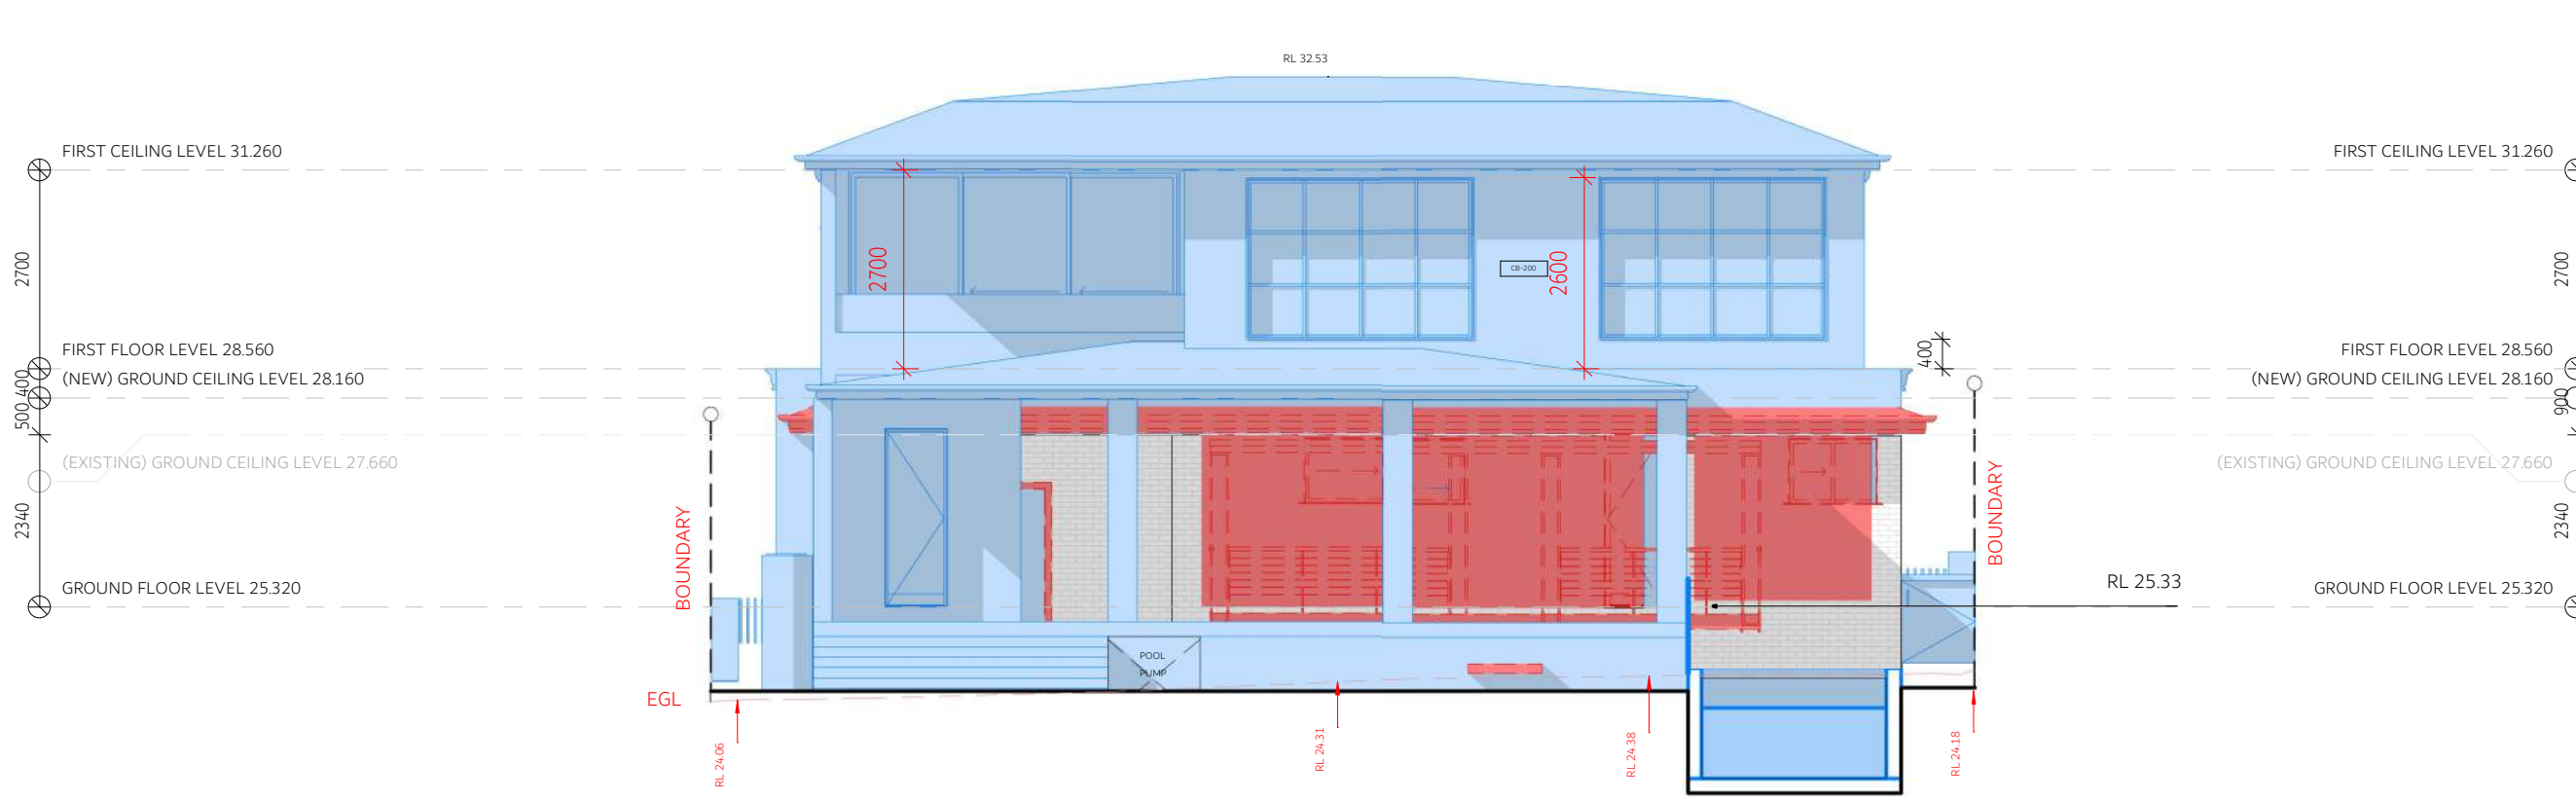 RL 32.53
FIRST CEILING LEVEL 31.260
FIRST CEILING LEVEL 31.260
2700
2700
2600
CB-200
2700
FIRST FLOOR LEVEL 28.560
400
FIRST FLOOR LEVEL 28.560
400
(NEW) GROUND CEILING LEVEL 28.160
(NEW) GROUND CEILING LEVEL 28.160
500
900
(EXISTING) GROUND CEILING LEVEL 27.660
(EXISTING) GROUND CEILING LEVEL 27.660
2340
BOUNDARY
BOUNDARY
2340
GROUND FLOOR LEVEL 25.320
RL 25.33
GROUND FLOOR LEVEL 25.320
POOL
PUMP
EGL
RL 24.06
RL 24.31
RL 24.38
RL 24.18